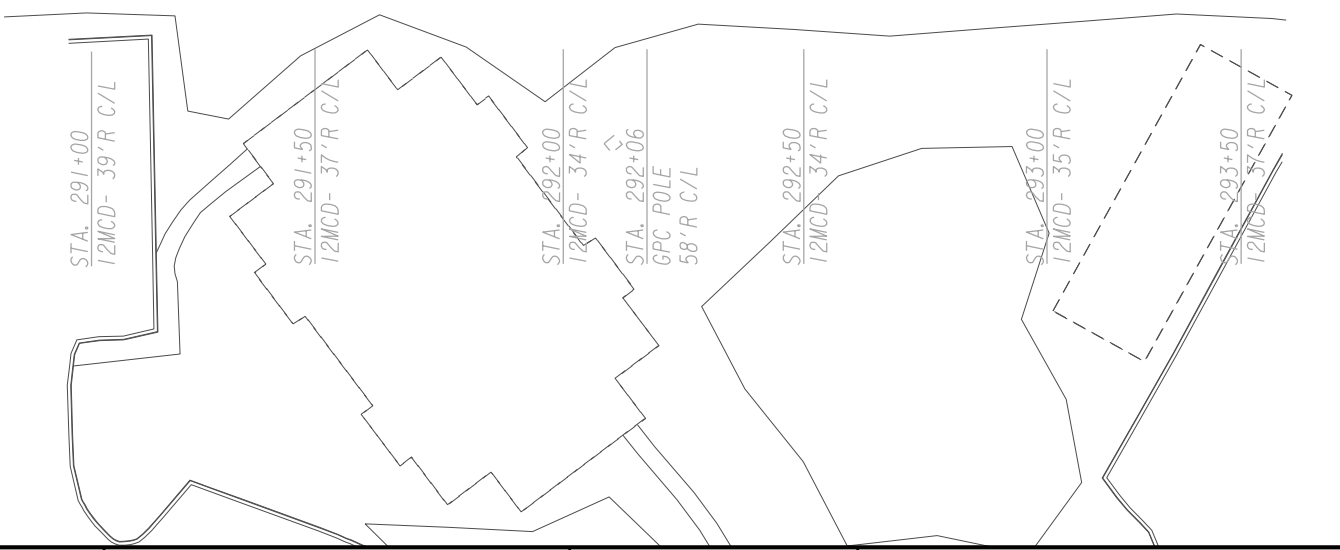 STA. 291+00
12MCD- 39'R C/L
STA. 291+50
12MCD- 37'R C/L
STA. 292+00
12MCD- 34'R C/L
STA. 292+06
GPC POLE
58'R C/L
STA. 292+50
12MCD- 34'R C/L
STA. 293+00
12MCD- 35'R C/L
STA. 293+50
12MCD- 37'R C/L